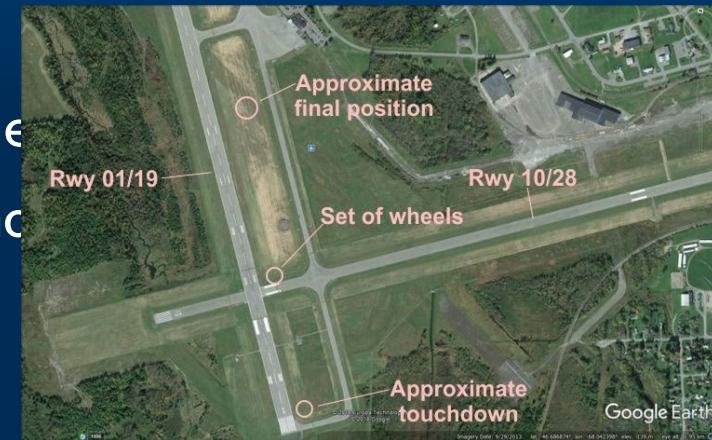 Approximate
final position
Rwy 01/19
Rwy 10/28
Set of wheels
Approximate
touchdown
Google Earth